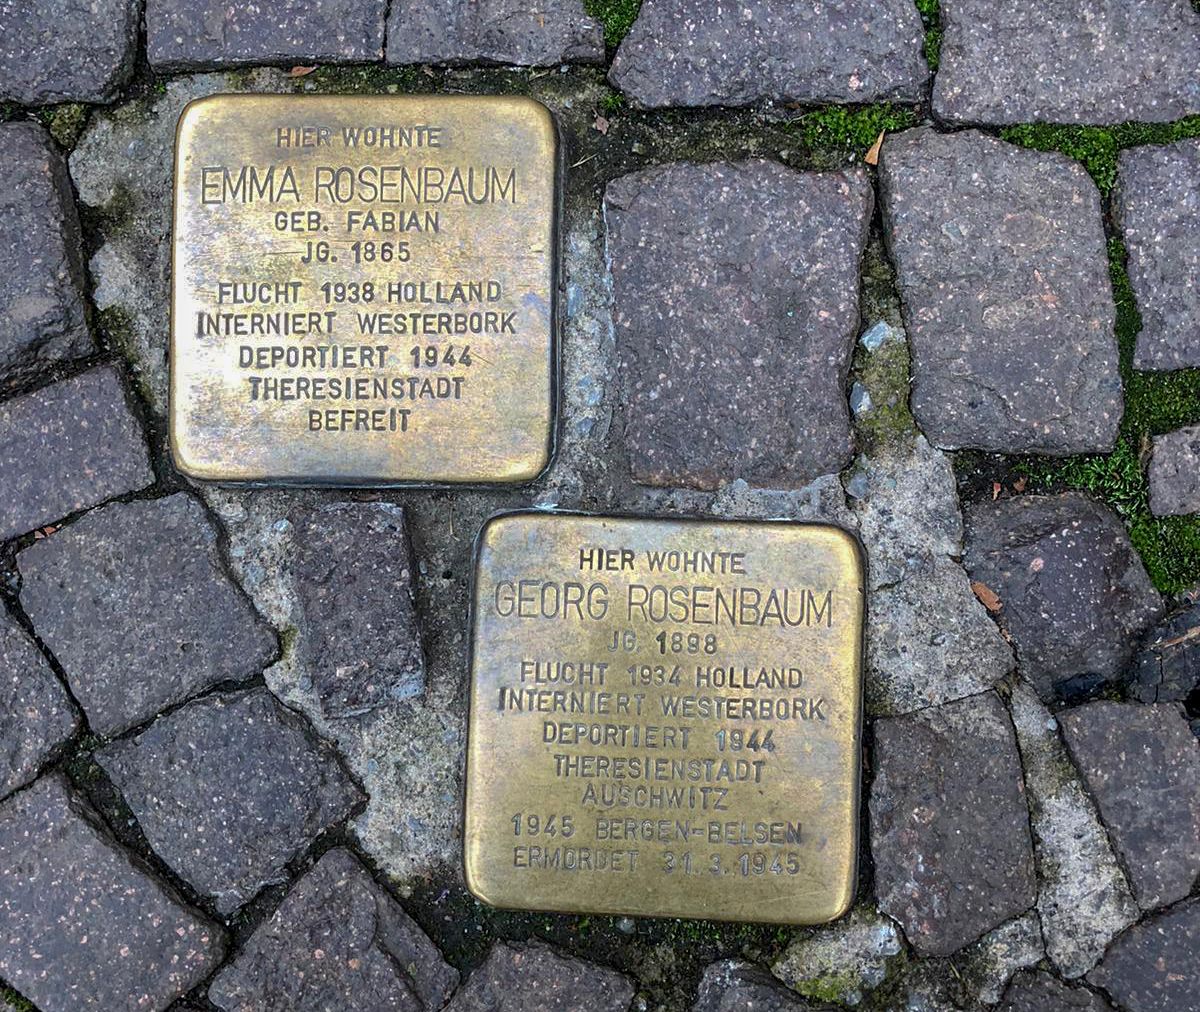 HIER WOHNTE
EMMA ROSENBAUM
GEB. FABIAN
JG. 1865
FLUCHT 1938 HOLLAND
INTERNIERT WESTERBORK
DEPORTIERT 1944
THERESIENSTADT
BEFREIT
HIER WOHNTE
GEORG ROSENBAUM
JG. 1898
FLUCHT 1934 HOLLAND
INTERNIERT WESTERBORK
DEPORTIERT 1944
THERESIENSTADT
AUSCHWITZ
1945 BERGEN-BELSEN
ERMORDET 31.3.1945